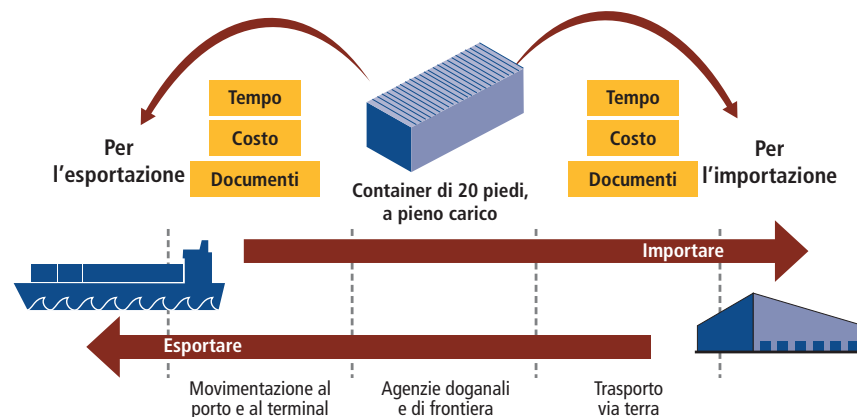 Tempo
Costo
Documenti
Per
l'esportazione
Container di 20 piedi,
a pieno carico
Tempo
Costo
Documenti
Per
l'importazione
Importare
Esportare
Movimentazione al
porto e al terminal
Agenzie doganali
e di frontiera
Trasporto
via terra